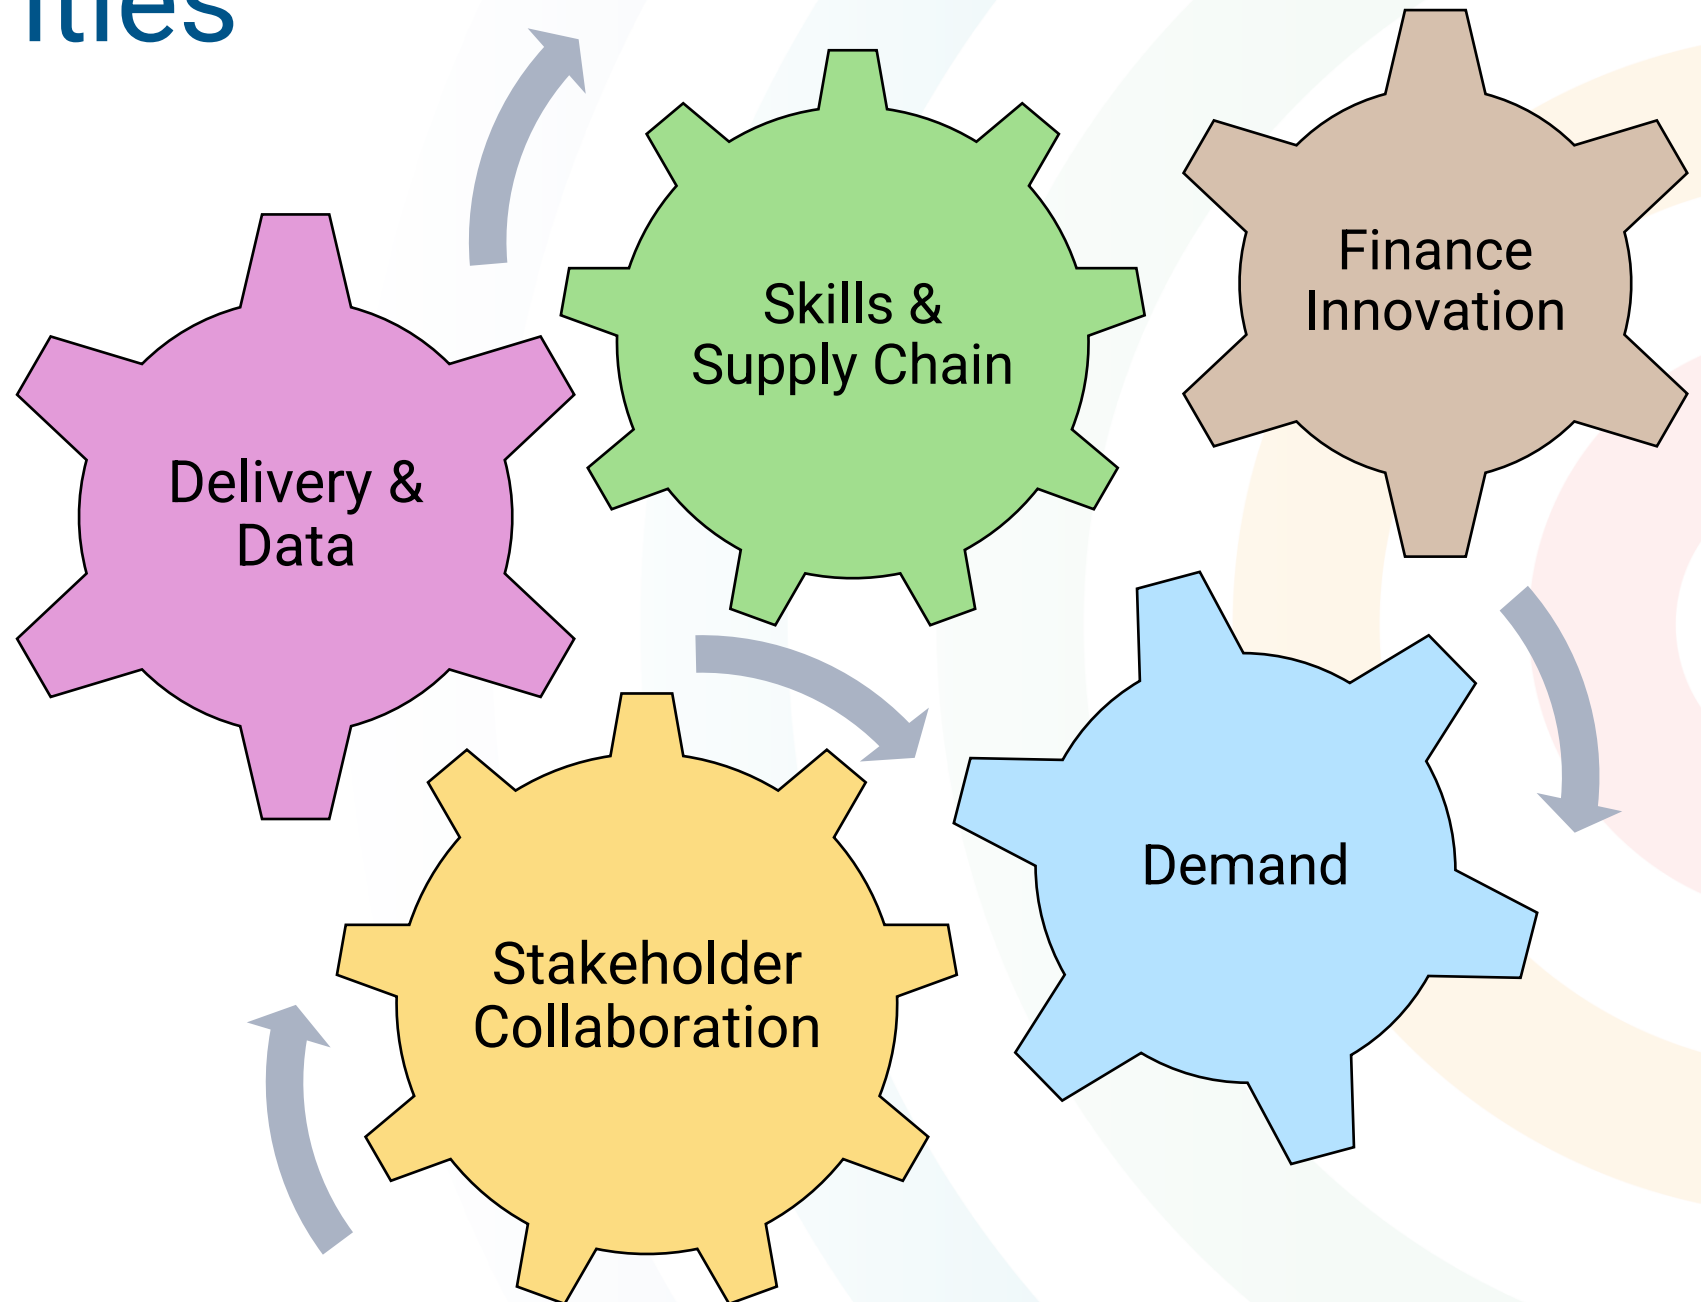 ities
Skills &
Supply Chain
Finance
Innovation
Delivery &
Data
Demand
Stakeholder
Collaboration